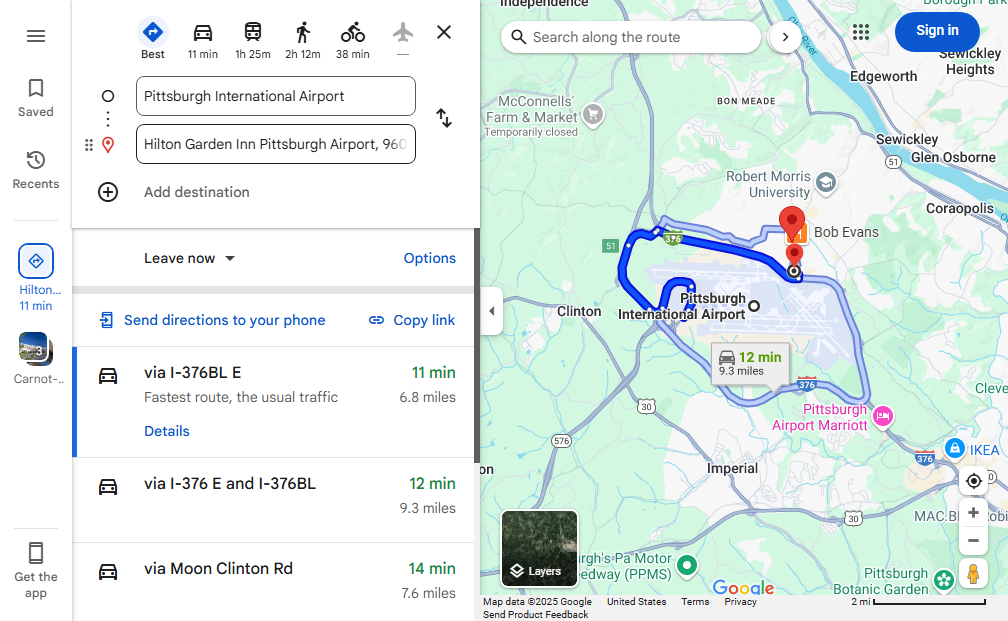 Best
11 min
1h 25m
2h 12m
38 min
—
Saved
Recents
Hilton...
11 min
3
Carnot-...
Get the
app
Pittsburgh International Airport
Hilton Garden Inn Pittsburgh Airport, 960
Add destination
Leave now
Options
Send directions to your phone
Copy link
via I-376BL E
11 min
Fastest route, the usual traffic
6.8 miles
Details
via I-376 E and I-376BL
12 min
9.3 miles
via Moon Clinton Rd
14 min
7.6 miles
Search along the route
Sign in
Independence
Borough Park
Sewickley
Heights
Edgeworth
McConnells'
Farm & Market
Temporarily closed
BON MEADE
River
Sewickley
51
Glen Osborne
Robert Morris
University
Coraopolis
Bob Evans
376
51
Pittsburgh
International Airport
Clinton
12 min
9.3 miles
376
30
Pittsburgh
Airport Marriott
576
376
IKEA
Imperial
30
MAC.B
Pittsburgh
Botanic Garden
Pa Motor
(PPMS)
Layers
Google
Map data ©2025 Google
United States
Terms
Privacy
2 mi
Send Product Feedback